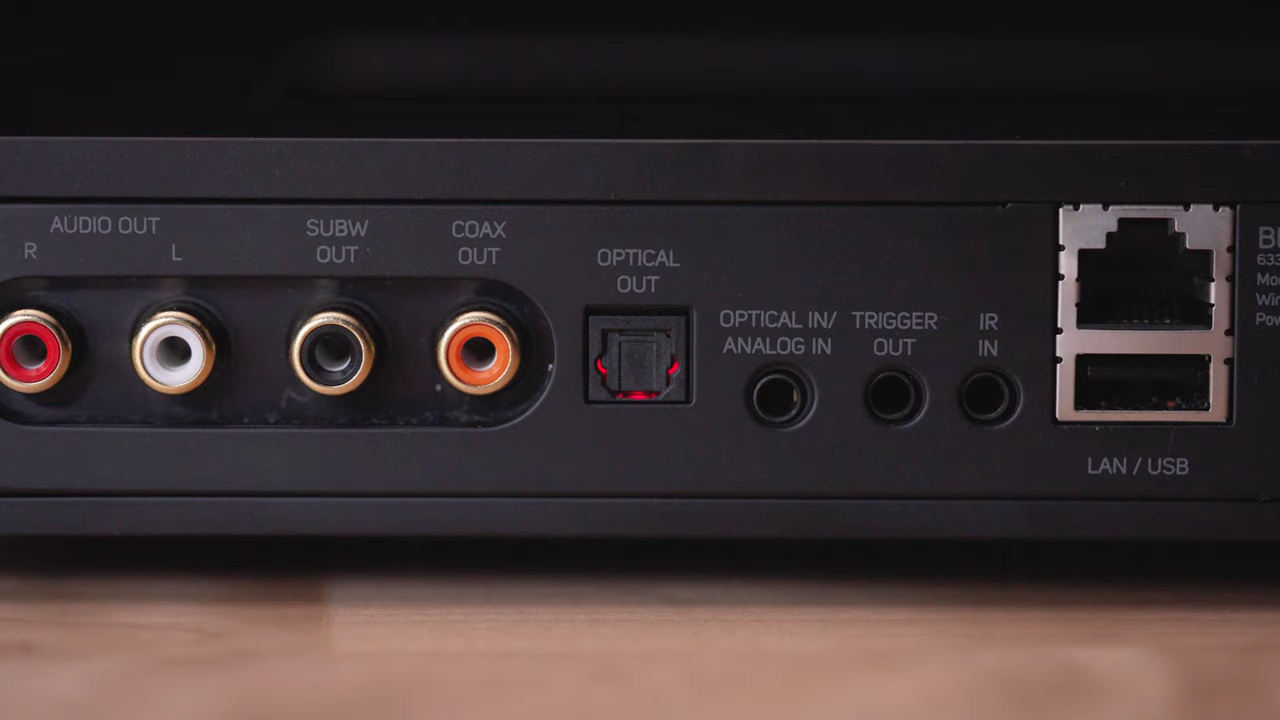 AUDIO OUT
R L
SUBW
OUT
COAX
OUT
OPTICAL
OUT
OPTICAL IN/
ANALOG IN
TRIGGER
OUT
IR
IN
LAN / USB